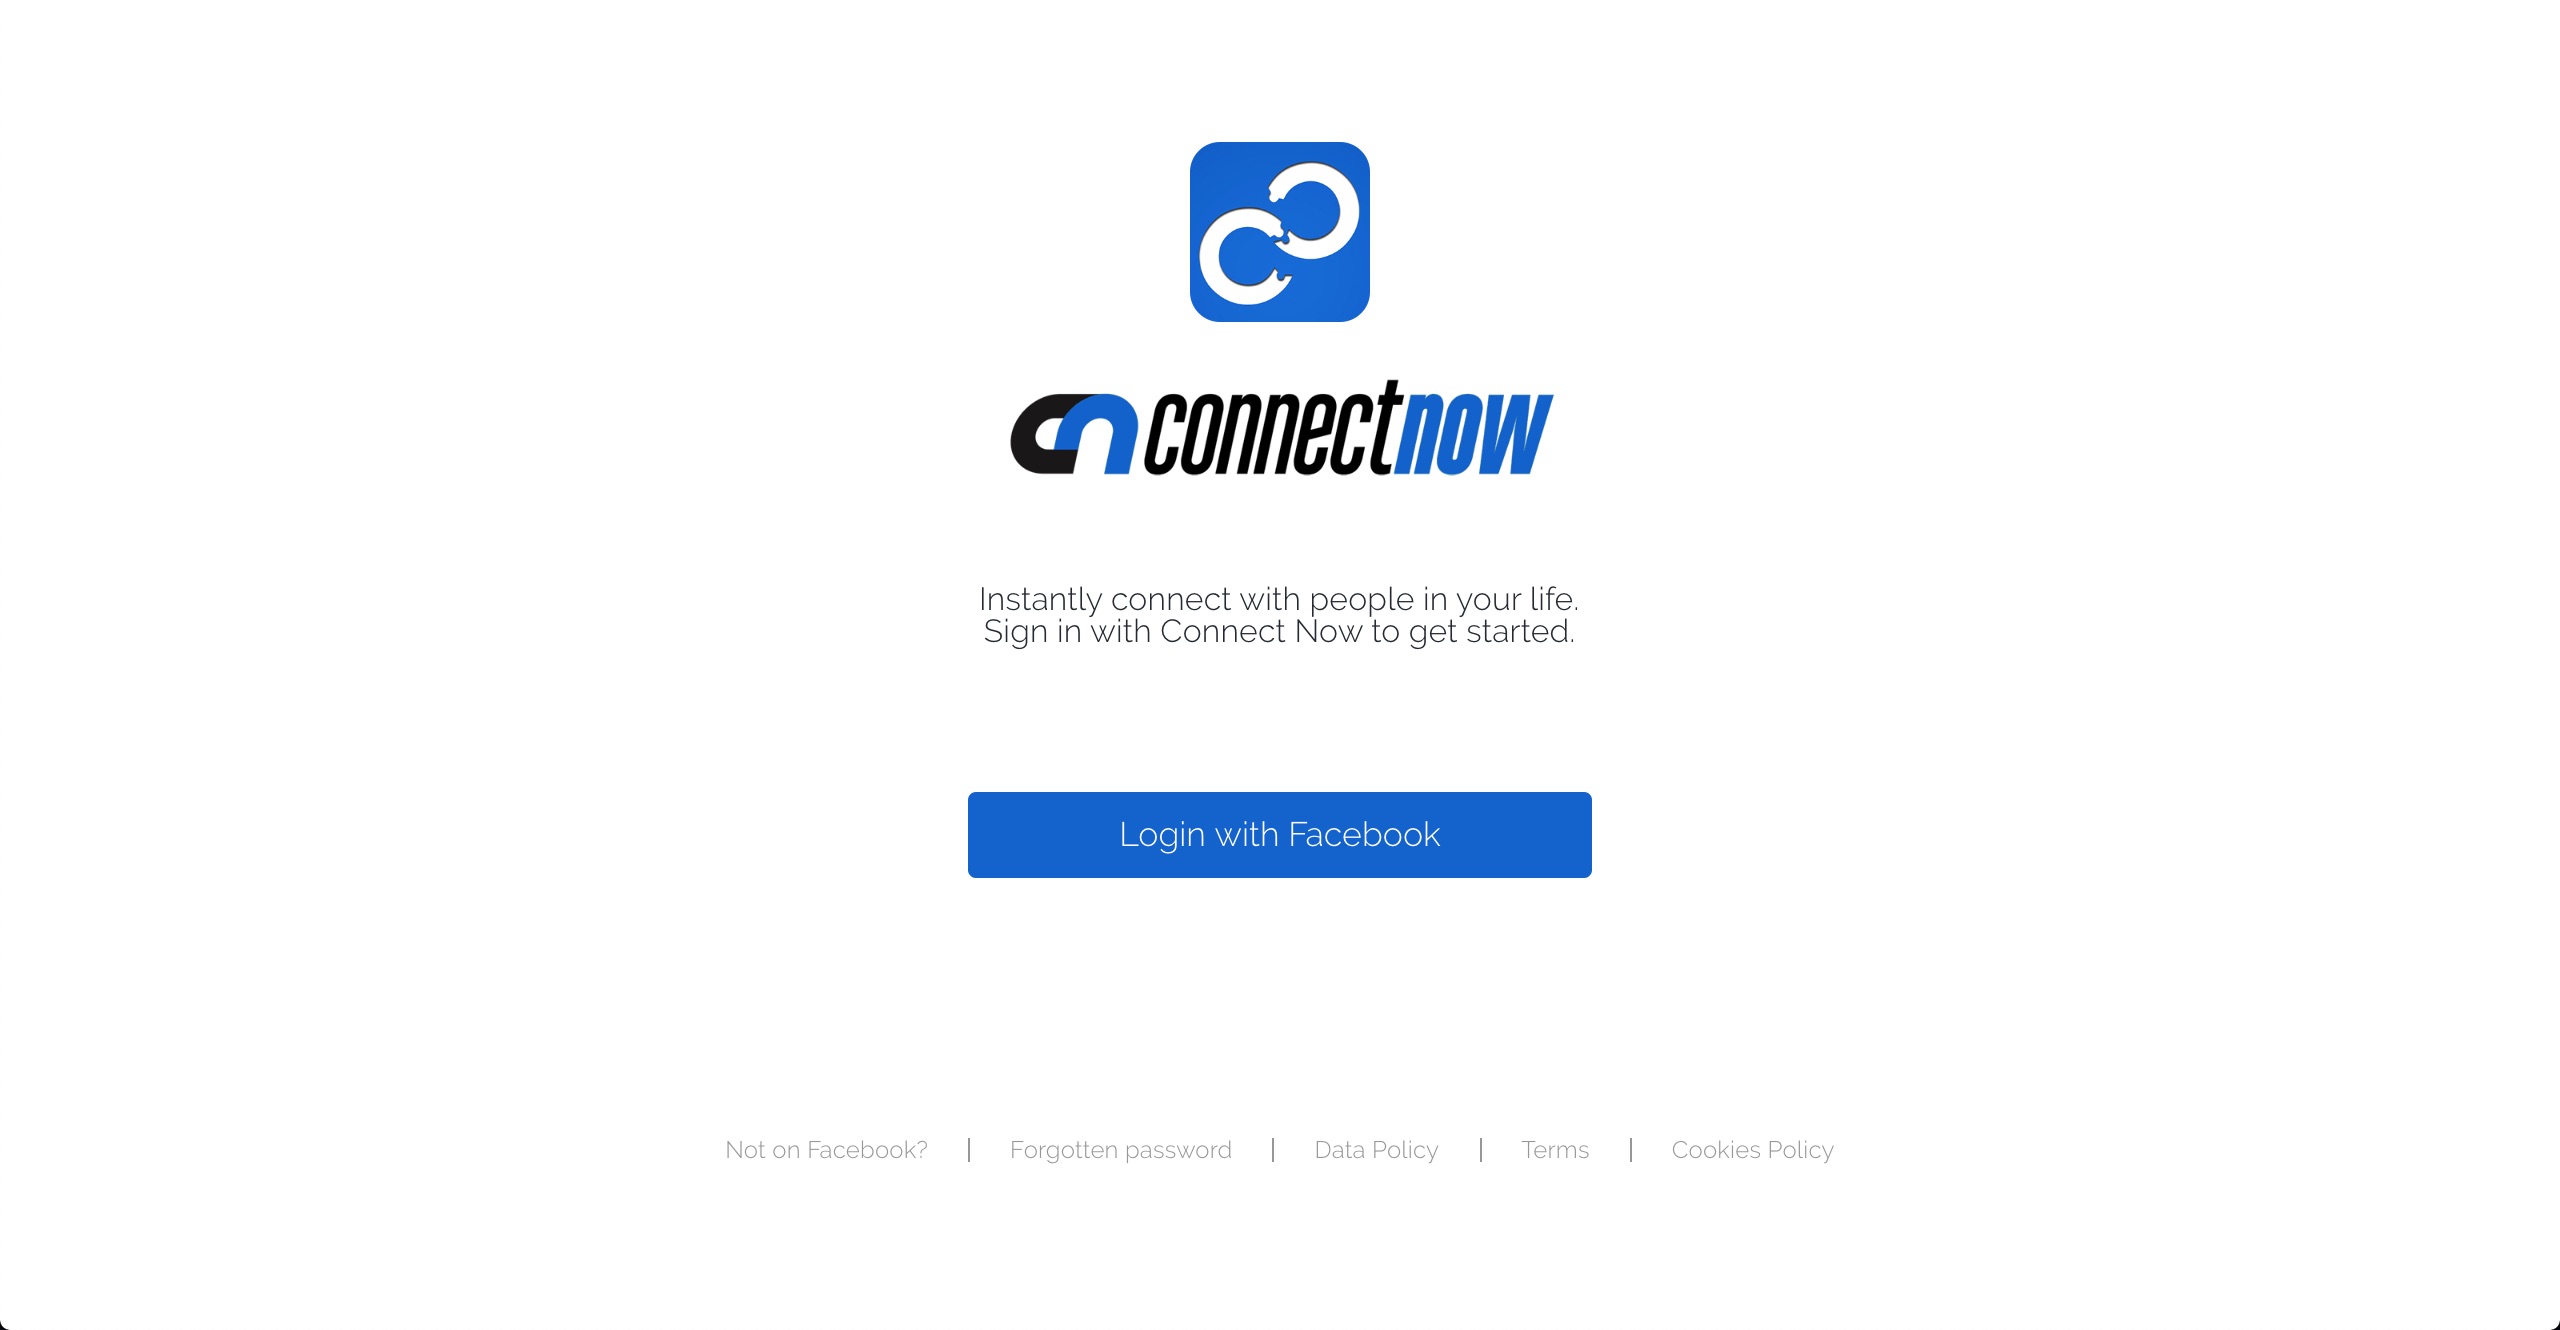 cn connectnow
Instantly connect with people in your life.
Sign in with Connect Now to get started.
Login with Facebook
Not on Facebook? | Forgotten password | Data Policy | Terms | Cookies Policy